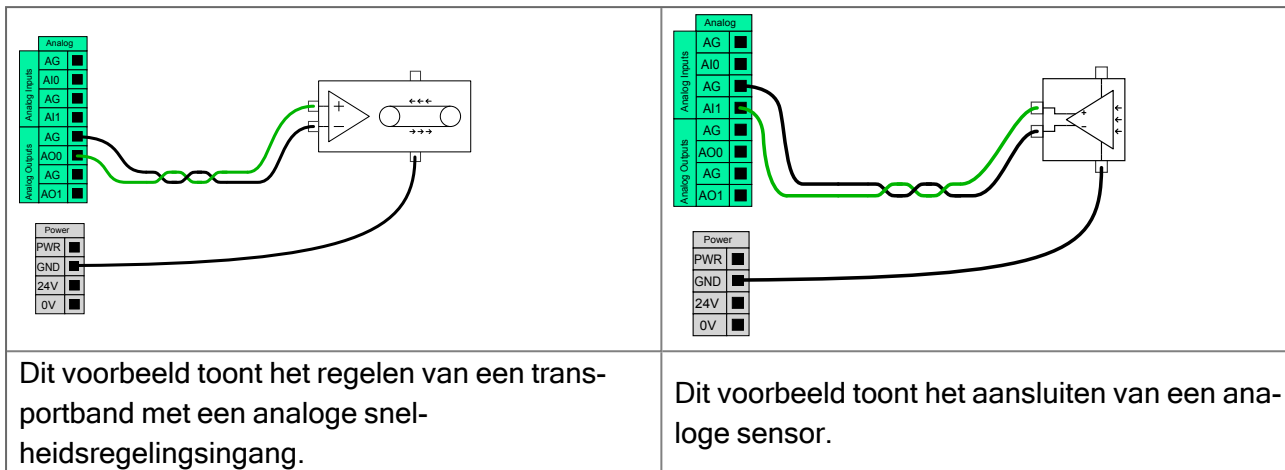 Analog
Analog Inputs
AG
AI0
AG
AI1
Analog Outputs
AG
AO0
AG
AO1
Power
PWR
GND
24V
0V
+
−
Dit voorbeeld toont het regelen van een trans-
portband met een analoge snel-
heidsregelingsingang.
Analog
Analog Inputs
AG
AI0
AG
AI1
Analog Outputs
AG
AO0
AG
AO1
Power
PWR
GND
24V
0V
+
−
Dit voorbeeld toont het aansluiten van een ana-
loge sensor.